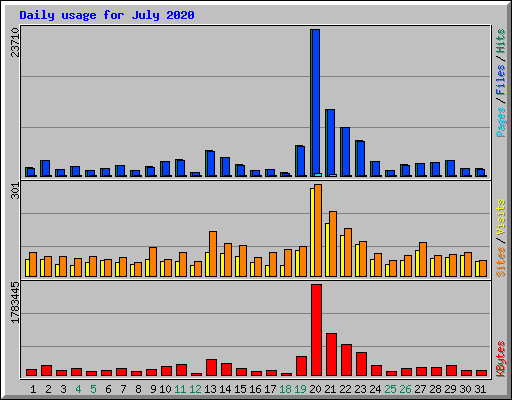 Daily usage for July 2020
23710
Pages / Files / Hits
301
Sites / Visits
1783445
KBytes
1 2 3 4 5 6 7 8 9 10 11 12 13 14 15 16 17 18 19 20 21 22 23 24 25 26 27 28 29 30 31